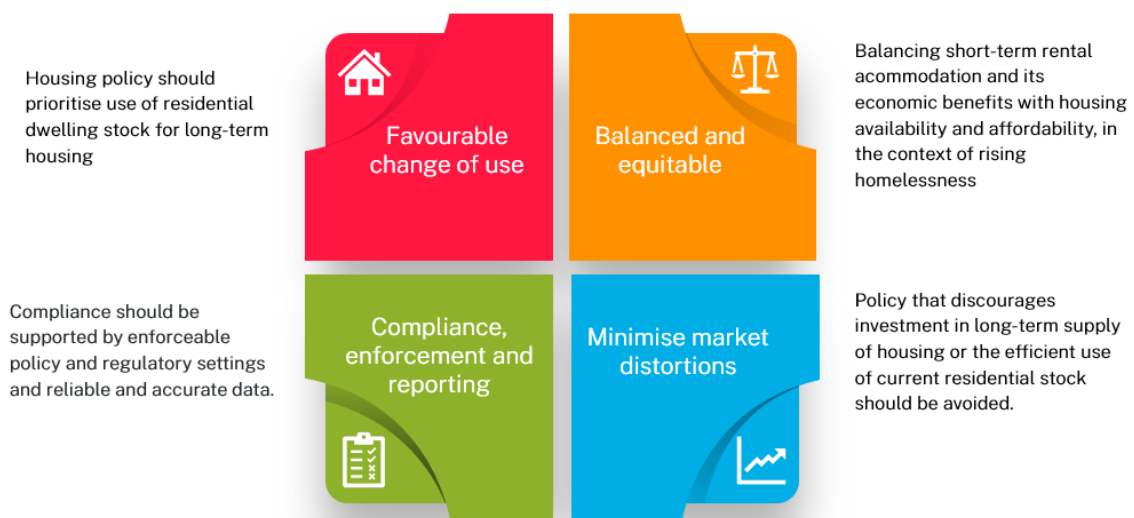 Housing policy should
prioritise use of residential
dwelling stock for long-term
housing
Favourable
change of use
Balanced and
equitable
Balancing short-term rental
acommodation and its
economic benefits with housing
availability and affordability, in
the context of rising
homelessness
Compliance should be
supported by enforceable
policy and regulatory settings
and reliable and accurate data.
Compliance,
enforcement and
reporting
Minimise market
distortions
Policy that discourages
investment in long-term supply
of housing or the efficient use
of current residential stock
should be avoided.